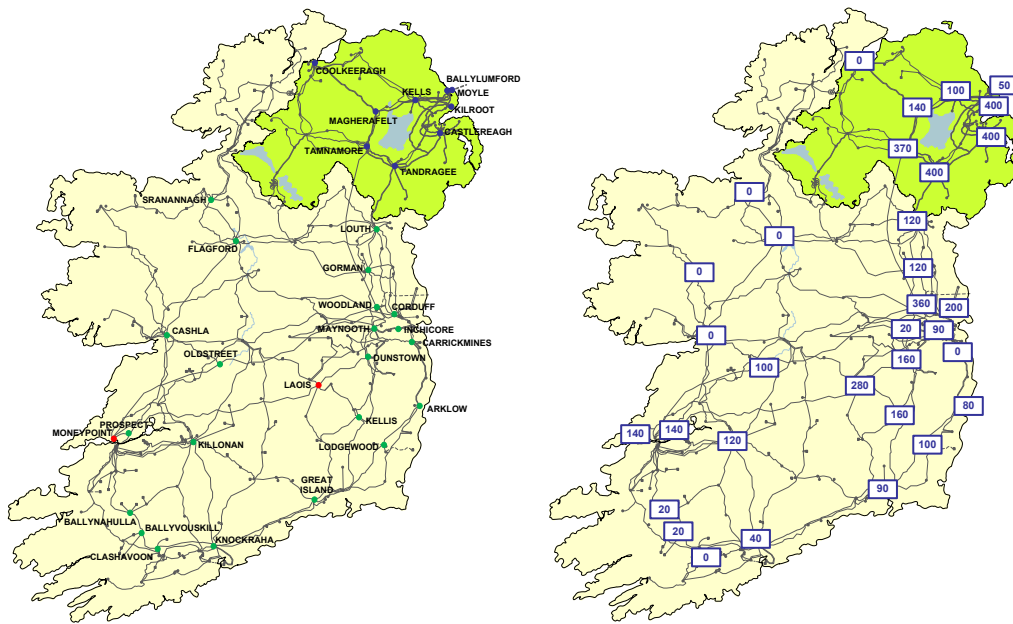 COOLKEERAGH
BALLYLUMFORD
KELLS
MOYLE
KILROOT
MAGHERAFELT
CASTLEREAGH
TAMNAMORE
TANDRAGEE
SRANANNAGH
LOUTH
FLAGFORD
GORMAN
WOODLAND
CORDUFF
CASHLA
MAYNOOTH
INCHICORE
CARRICKMINES
OLDSTREET
DUNSTOWN
LAOIS
ARKLOW
KELLIS
PROSPECT
MONEYPOINT
KILLONAN
LODGEWOOD
GREAT
ISLAND
BALLYNAHULLA
BALLYVOUSKILL
KNOCKRAHA
CLASHAVOON
0
50
100
400
140
400
370
400
0
120
0
120
0
360
200
20
90
0
0
160
100
280
80
160
140
140
120
100
90
20
20
40
0